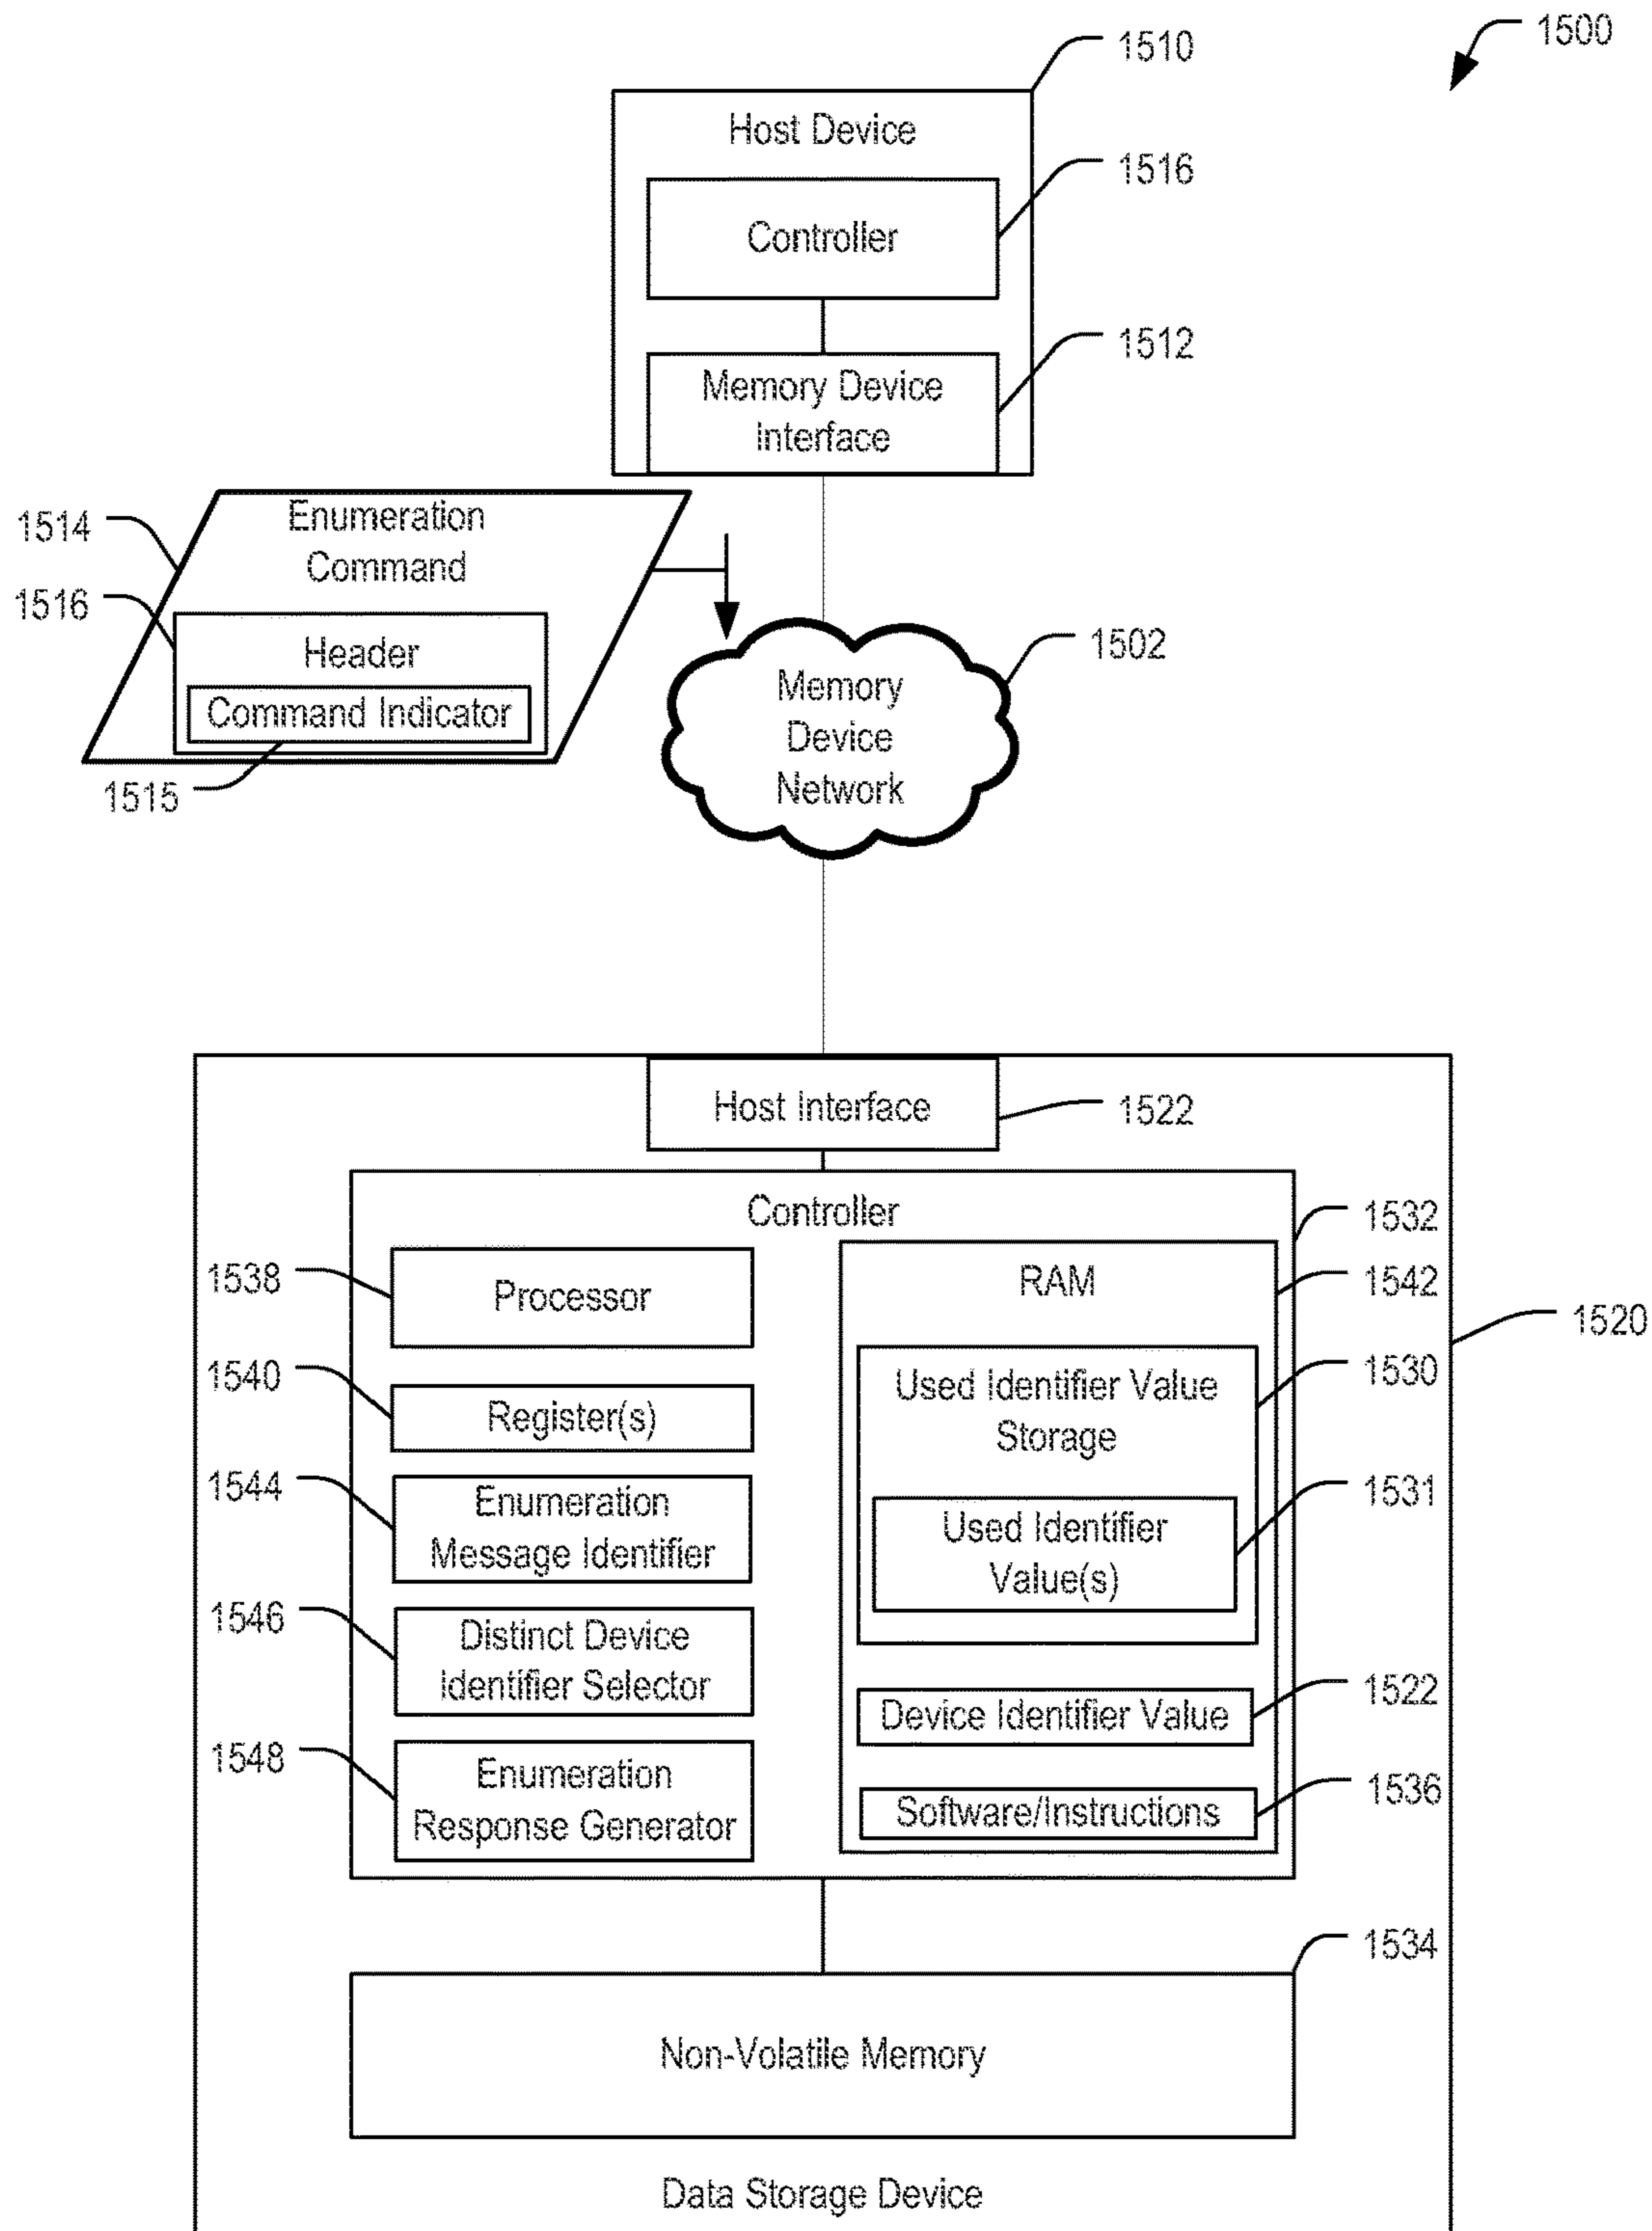 1500
1510
Host Device
1516
Controller
1512
Memory Device
Interface
1514
Enumeration
Command
1516
Header
Command Indicator
1515
1502
Memory
Device
Network
Host Interface
1522
Controller
1532
1538
Processor
RAM
1542
1520
1540
Register(s)
Used Identifier Value
Storage
1530
1544
Enumeration
Message Identifier
Used Identifier
Value(s)
1531
1546
Distinct Device
Identifier Selector
Device Identifier Value
1522
1548
Enumeration
Response Generator
Software/Instructions
1536
1534
Non-Volatile Memory
Data Storage Device